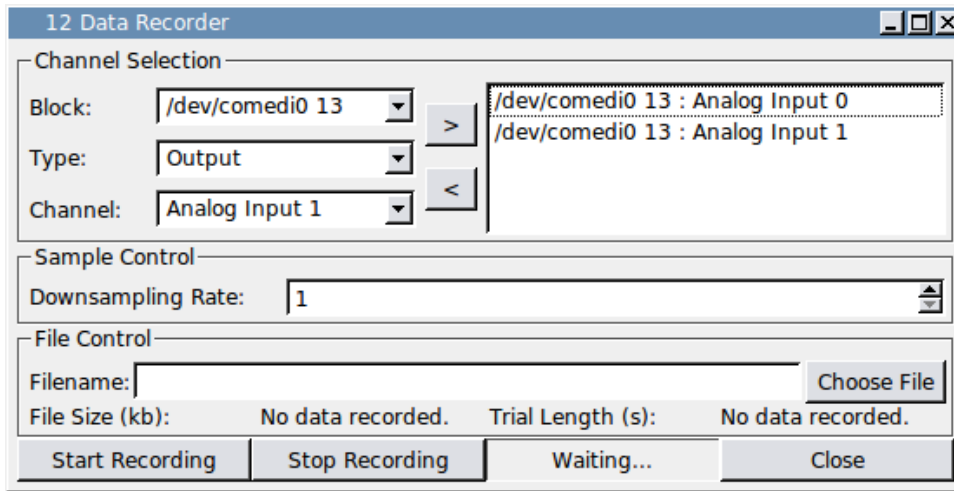 12 Data Recorder
Channel Selection
Block: /dev/comedi0 13
Type: Output
Channel: Analog Input 1
>
<
/dev/comedi0 13 : Analog Input 0
/dev/comedi0 13 : Analog Input 1
Sample Control
Downsampling Rate: 1
File Control
Filename: Choose File
File Size (kb): No data recorded. Trial Length (s): No data recorded.
Start Recording Stop Recording Waiting... Close